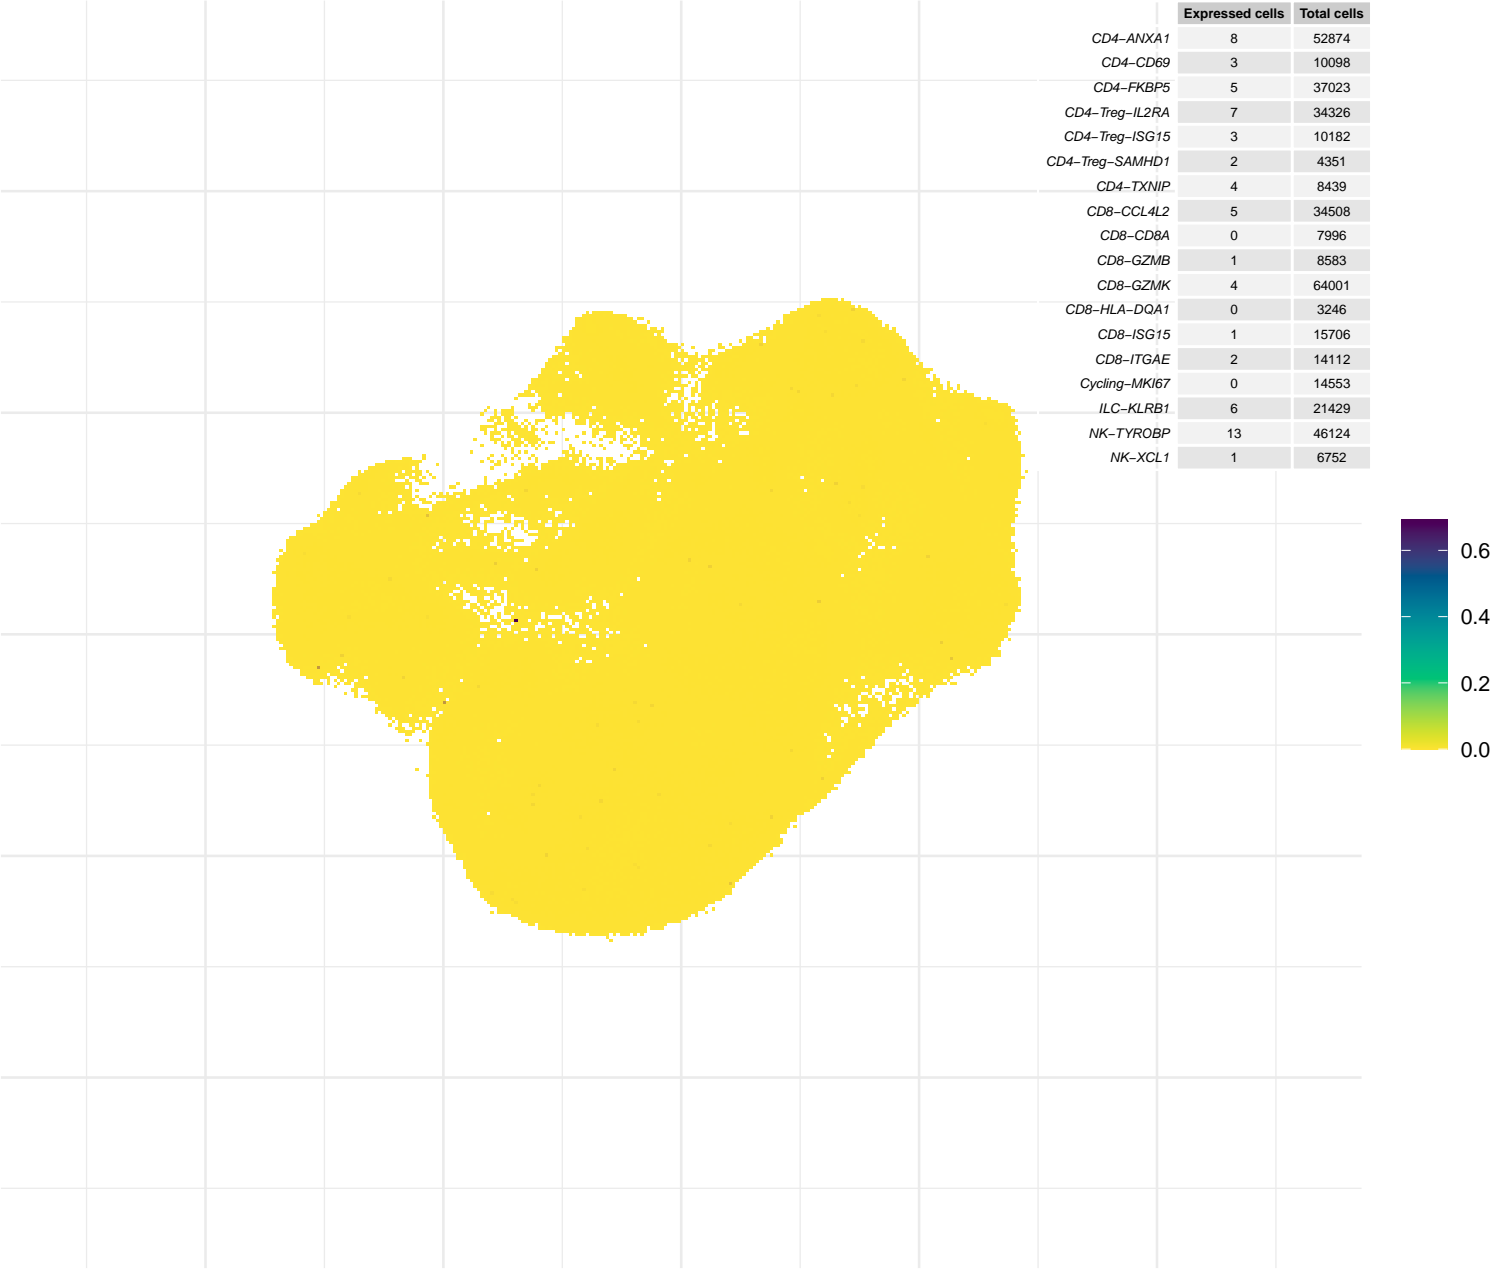 Expressed cells Total cells
CD4−ANXA1 8 52874
CD4−CD69 3 10098
CD4−FKBP5 5 37023
CD4−Treg−IL2RA 7 34326
CD4−Treg−ISG15 3 10182
CD4−Treg−SAMHD1 2 4351
CD4−TXNIP 4 8439
CD8−CCL4L2 5 34508
CD8−CD8A 0 7996
CD8−GZMB 1 8583
CD8−GZMK 4 64001
CD8−HLA−DQA1 0 3246
CD8−ISG15 1 15706
CD8−ITGAE 2 14112
Cycling−MKI67 0 14553
ILC−KLRB1 6 21429
NK−TYROBP 13 46124
NK−XCL1 1 6752
0.6
0.4
0.2
0.0